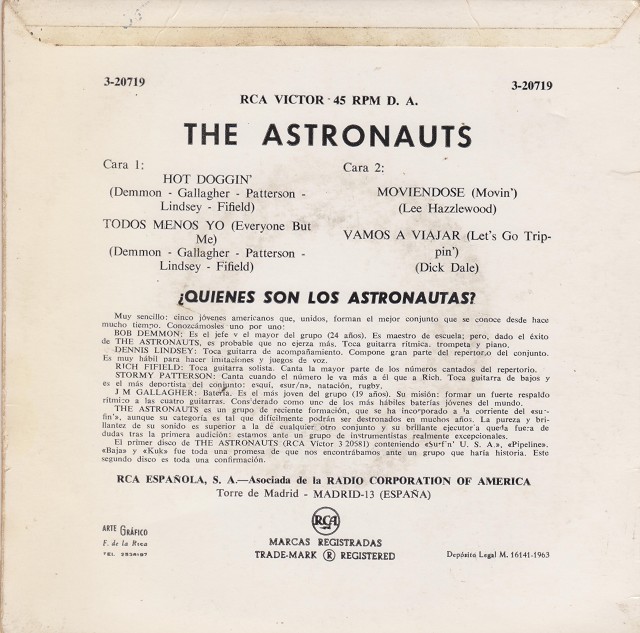 3-20719
3-20719
RCA VICTOR · 45 RPM D. A.
THE ASTRONAUTS
Cara 1:
HOT DOGGIN'
(Demmon - Gallagher - Patterson -
Lindsey - Fifield)
TODOS MENOS YO (Everyone But
Me)
(Demmon - Gallagher - Patterson -
Lindsey - Fifield)
Cara 2:
MOVIENDOSE (Movin')
(Lee Hazzlewood)
VAMOS A VIAJAR (Let's Go Trip-
pin')
(Dick Dale)
¿QUIENES SON LOS ASTRONAUTAS?
Muy sencillo: cinco jóvenes americanos que, unidos, forman el mejor conjunto que se conoce desde hace
mucho tiempo. Conozcámosles uno por uno:
BOB DEMMON: Es el jefe y el mayor del grupo (24 años). Es maestro de escuela; pero, dado el éxito
de THE ASTRONAUTS, es probable que no ejerza más. Toca guitarra rítmica, trompeta y piano.
DENNIS LINDSEY: Toca guitarra de acompañamiento. Compone gran parte del repertorio del conjunto.
Es muy hábil para hacer imitaciones y juegos de voz.
RICH FIFIELD: Toca guitarra solista. Canta la mayor parte de los números cantados del repertorio.
STORMY PATTERSON: Canta cuando el número le va más a él que a Rich. Toca guitarra de bajos y
es el más deportista del conjunto: esquí, «surf», natación, rugby.
J M GALLAGHER: Batería. Es el más joven del grupo (19 años). Su misión: formar un fuerte respaldo
rítmico a las cuatro guitarras. Considerado como uno de los más hábiles baterías jóvenes del mundo.
THE ASTRONAUTS es un grupo de reciente formación, que se ha incorporado a la corriente del «sur-
fin's, aunque su categoría es tal que difícilmente podrán ser destronados en muchos años. La pureza y bri-
llantez de su sonido es superior a la de cualquier otro conjunto y su brillante ejecutoria queda fuera de
dudas tras la primera audición: estamos ante un grupo de instrumentistas realmente excepcionales.
El primer disco de THE ASTRONAUTS (RCA Víctor 3 20581) conteniendo «Surfin' U. S. A.», «Pipeline»,
«Baja» y «Kuk» fue toda una promesa de que nos encontrábamos ante un grupo que haría historia. Este
segundo disco es toda una confirmación.
RCA ESPAÑOLA, S. A.—Asociada de la RADIO CORPORATION OF AMERICA
Torre de Madrid - MADRID-13 (ESPAÑA)
ARTE GRÁFICO
F. de la Rica
TEL. 2934187
RCA
MARCAS REGISTRADAS
TRADE-MARK ® REGISTERED
Depósito Legal M. 16141-1963